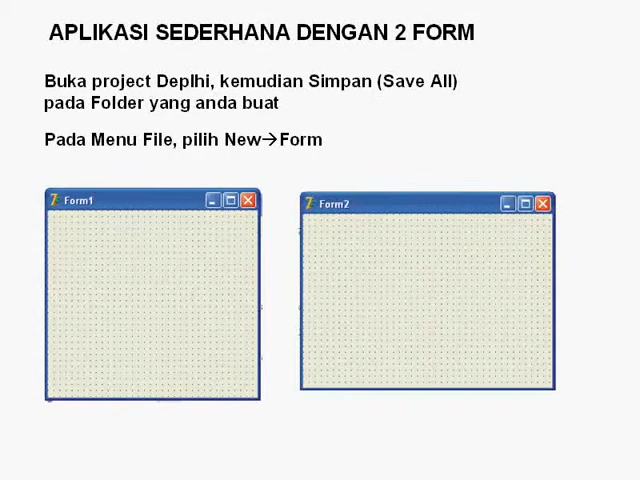 APLIKASI SEDERHANA DENGAN 2 FORM
Buka project Deplhi, kemudian Simpan (Save All)
pada Folder yang anda buat
Pada Menu File, pilih New→Form
Form1
Form2